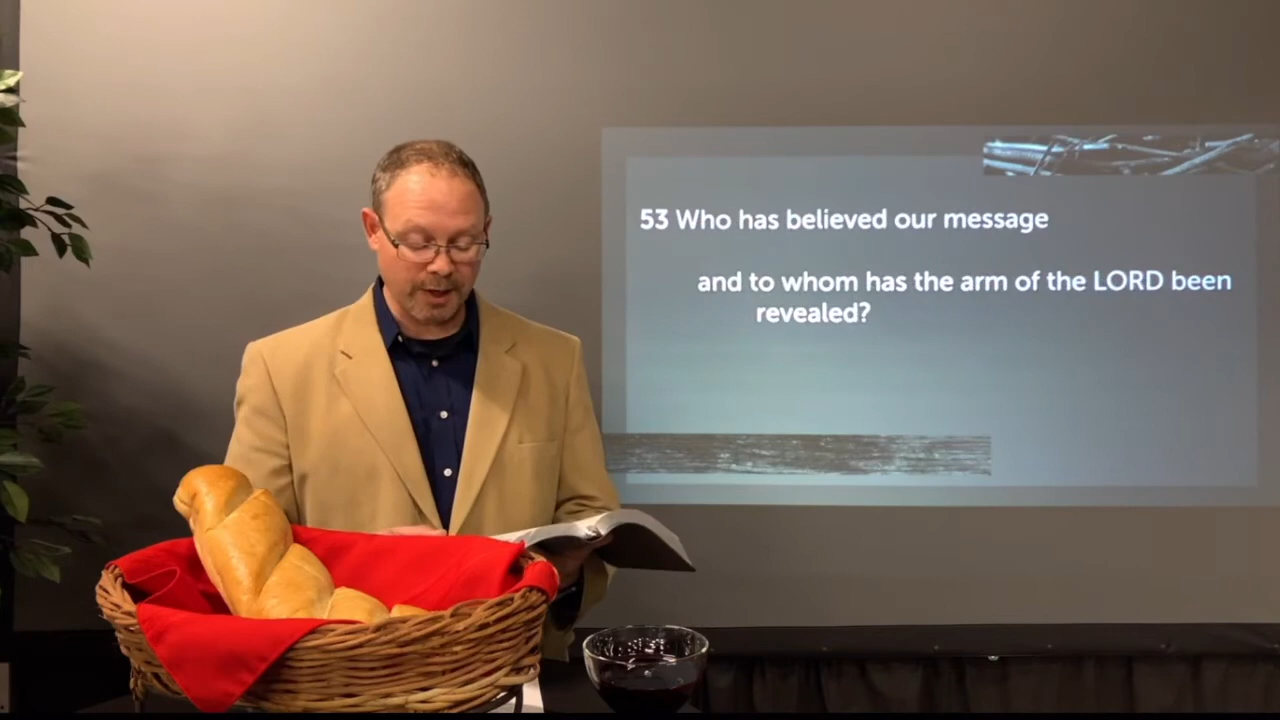 53 Who has believed our message
and to whom has the arm of the LORD been
revealed?